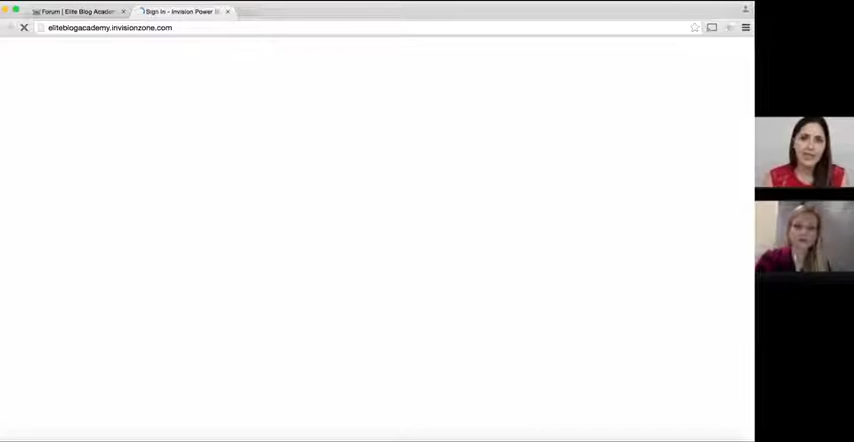 Forum | Elite Blog Academ
Sign In - Invision Power B
eliteblogacademy.invisionzone.com